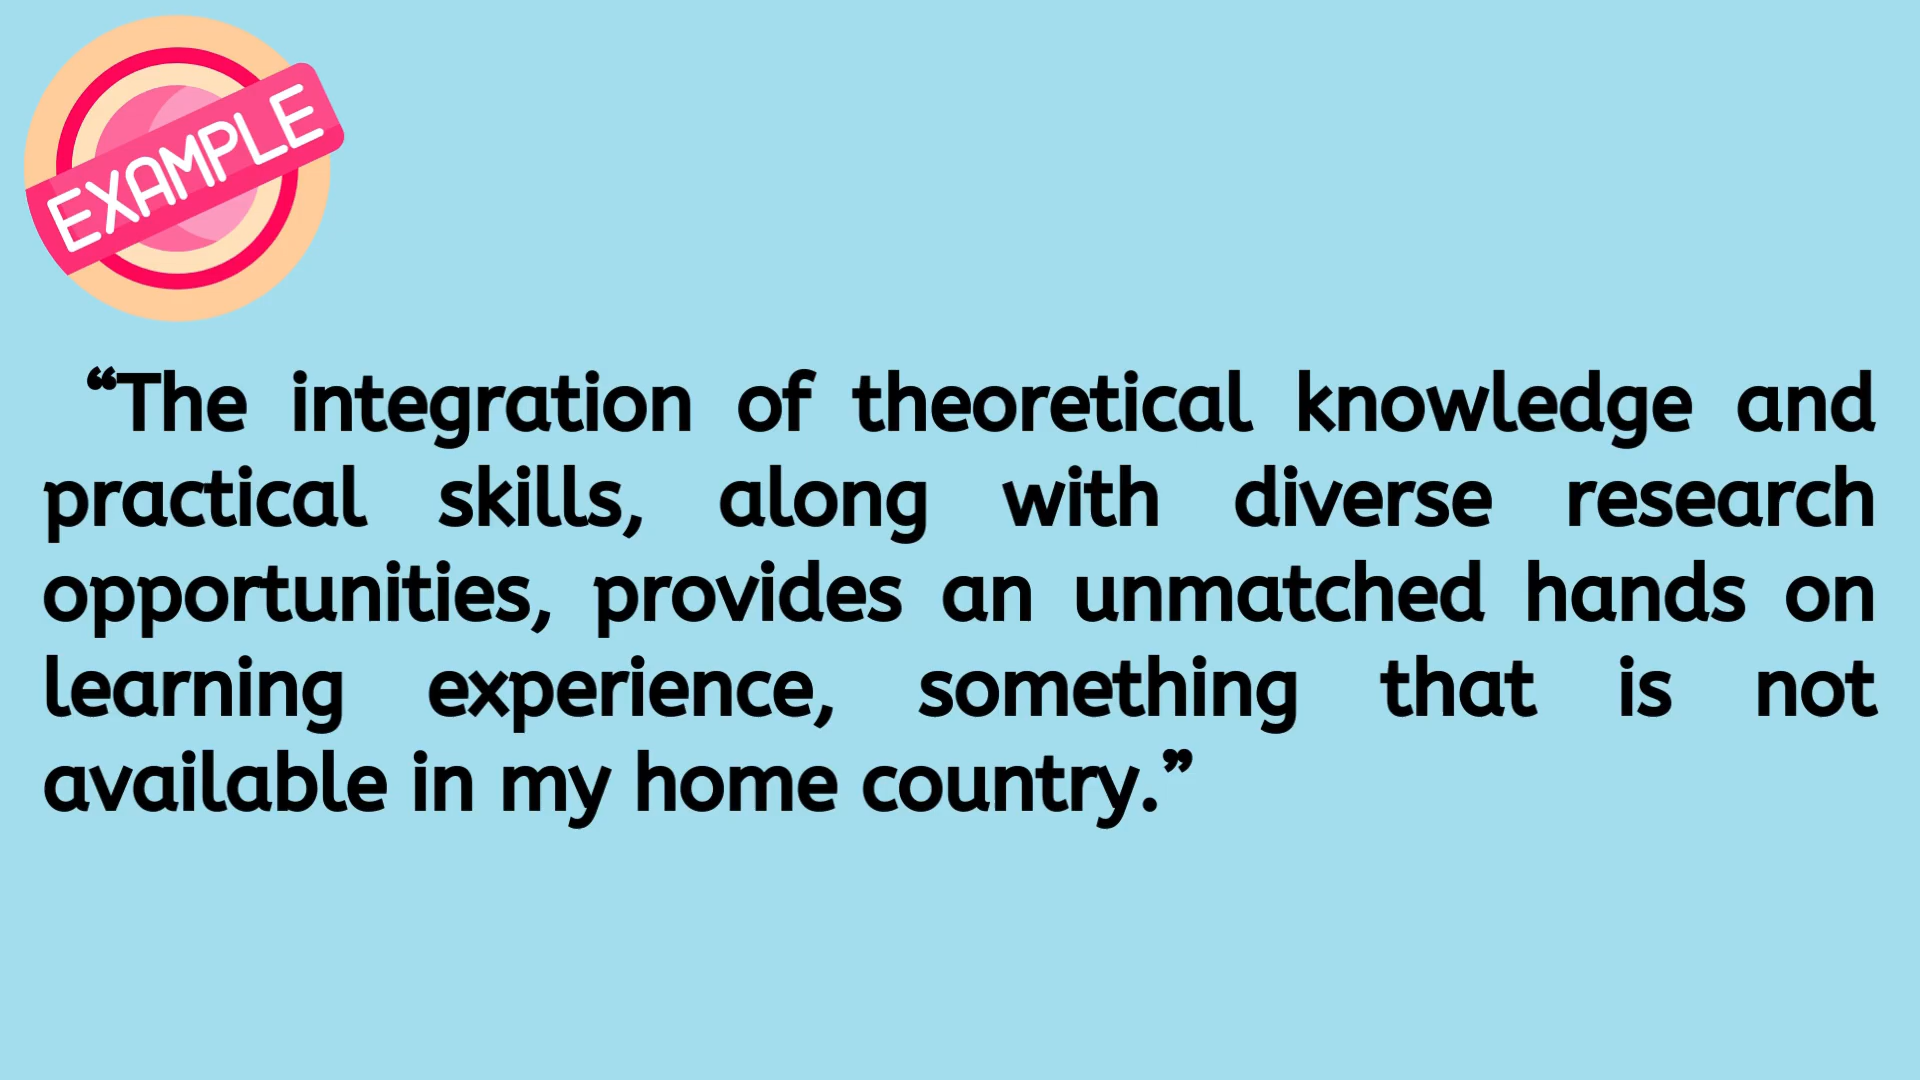 EXAMPLE
“The integration of theoretical knowledge and
practical skills, along with diverse research
opportunities, provides an unmatched hands on
learning experience, something that is not
available in my home country.”